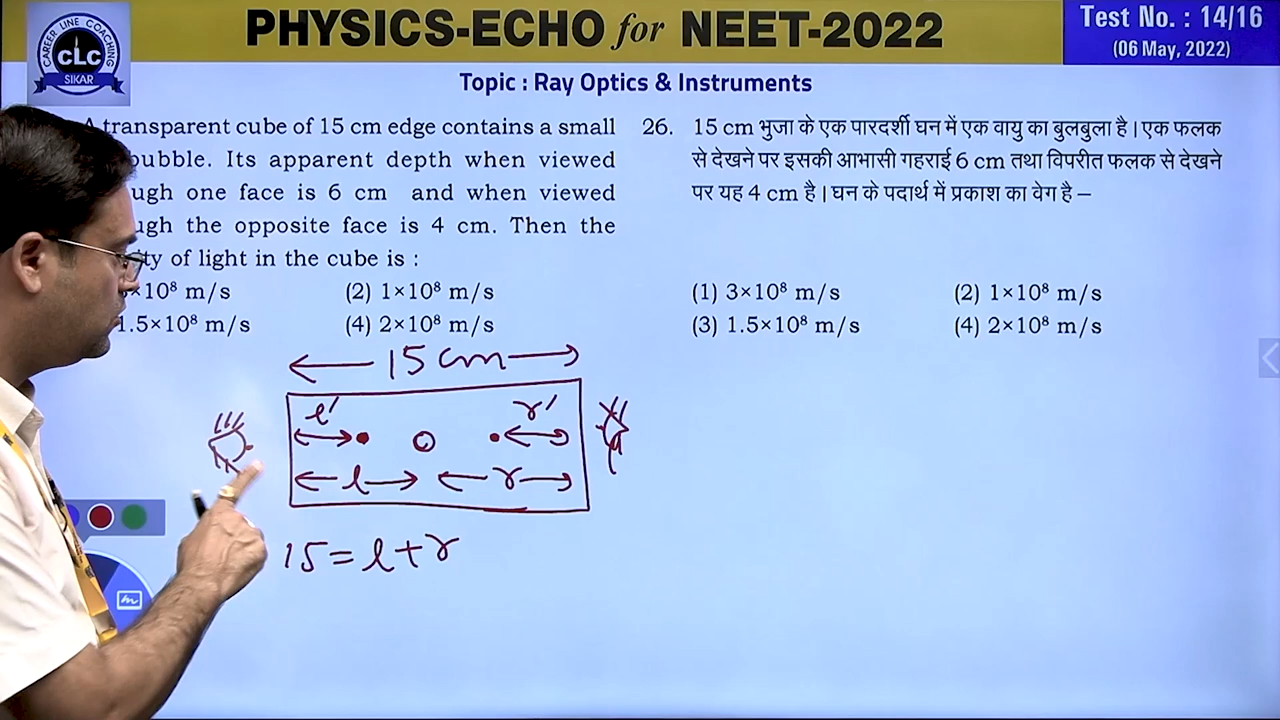 PHYSICS-ECHO for NEET-2022
Test No. : 14/16
(06 May, 2022)
CAREER LINE COACHING
CLC
SIKAR
Topic : Ray Optics & Instruments
A transparent cube of 15 cm edge contains a small
bubble. Its apparent depth when viewed
ugh one face is 6 cm and when viewed
ugh the opposite face is 4 cm. Then the
ity of light in the cube is :
×10⁸ m/s (2) 1×10⁸ m/s
1.5×10⁸ m/s (4) 2×10⁸ m/s
26. 15 cm भुजा के एक पारदर्शी घन में एक वायु का बुलबुला है। एक फलक
से देखने पर इसकी आभासी गहराई 6 cm तथा विपरीत फलक से देखने
पर यह 4 cm है। घन के पदार्थ में प्रकाश का वेग है –
(1) 3×10⁸ m/s (2) 1×10⁸ m/s
(3) 1.5×10⁸ m/s (4) 2×10⁸ m/s
15 cm
l' r'
l r
15 = l + r